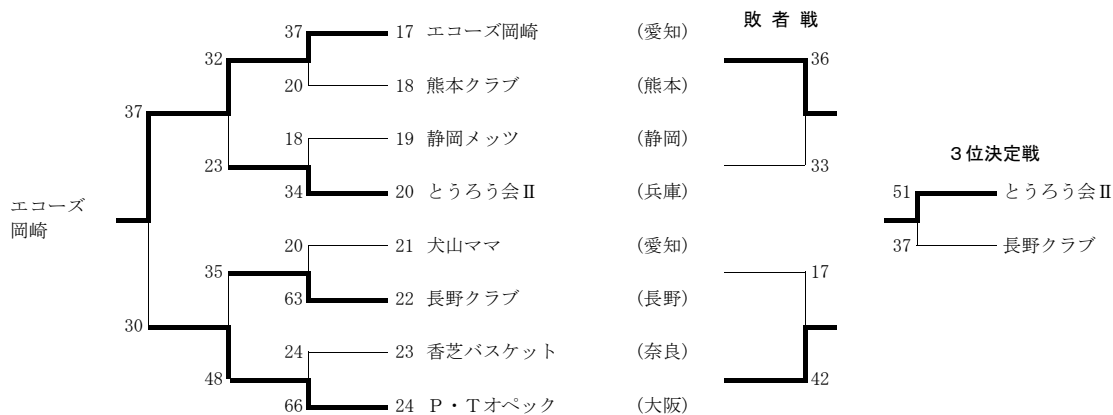 敗 者 戦
37 17 エコーズ岡崎 (愛知)
32 36
20 18 熊本クラブ (熊本)
37
18 19 静岡メッツ (静岡)
23 33 3位決定戦
34 20 とうろう会Ⅱ (兵庫) 51 とうろう会Ⅱ
エコーズ
岡崎
20 21 犬山ママ (愛知) 37 長野クラブ
35 17
63 22 長野クラブ (長野)
30
24 23 香芝バスケット (奈良)
48 42
66 24 P・Tオペック (大阪)